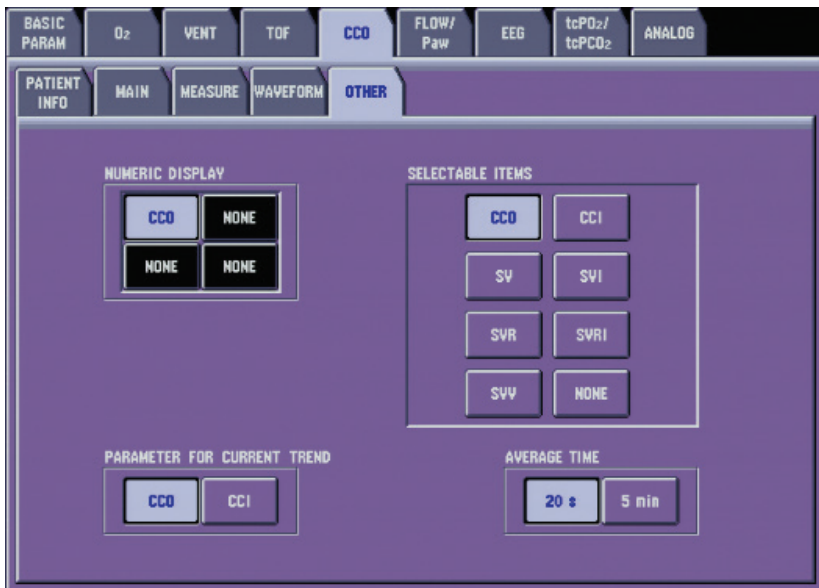 BASIC PARAM O₂ VENT TOF CCO FLOW/ Paw EEG tcPO₂/ tcPCO₂ ANALOG
PATIENT INFO MAIN MEASURE WAVEFORM OTHER
NUMERIC DISPLAY SELECTABLE ITEMS
CCO NONE CCO CCI
NONE NONE SV SVI
SVR SVRI
SVV NONE
PARAMETER FOR CURRENT TREND AVERAGE TIME
CCO CCI 20 s 5 min